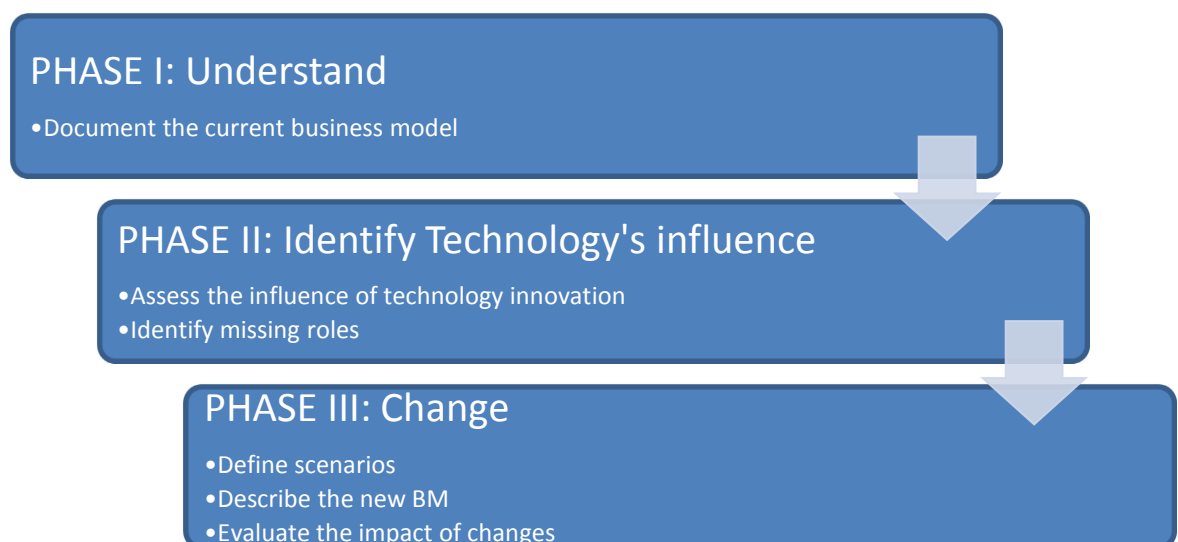 PHASE I: Understand
•Document the current business model
PHASE II: Identify Technology's influence
•Assess the influence of technology innovation
•Identify missing roles
PHASE III: Change
•Define scenarios
•Describe the new BM
•Evaluate the impact of changes